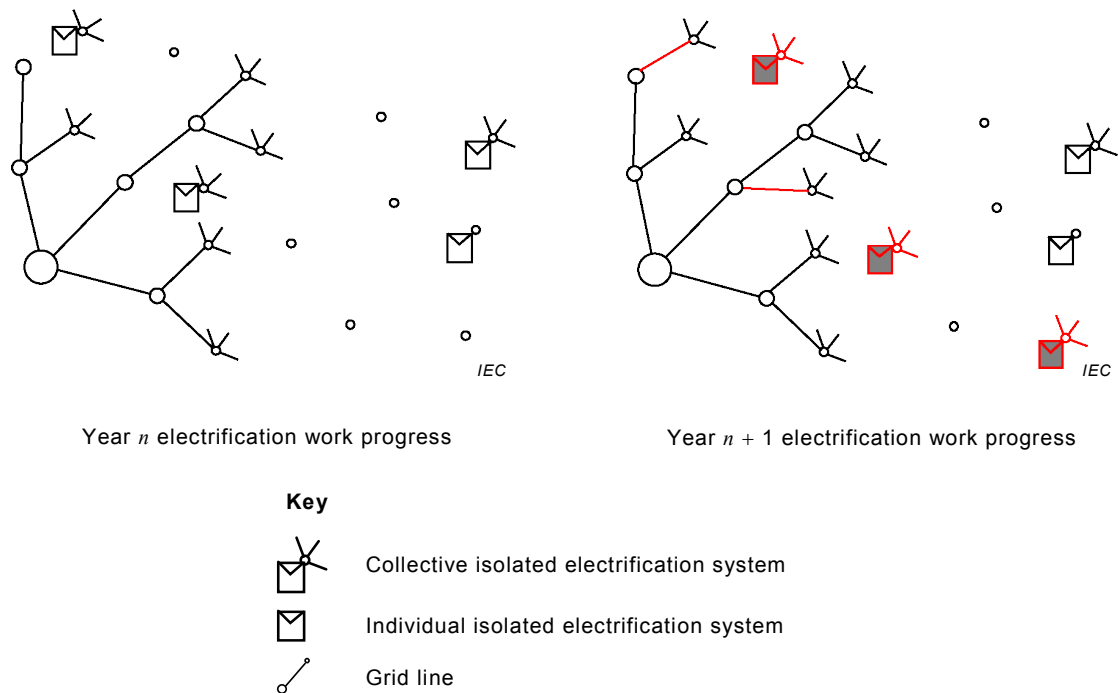 IEC
IEC
Year n electrification work progress
Year n + 1 electrification work progress
Key
Collective isolated electrification system
Individual isolated electrification system
Grid line